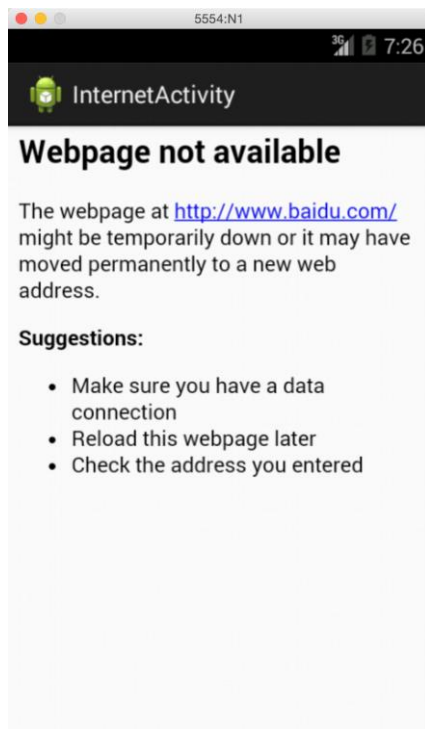 5554:N1
3G 7:26
InternetActivity
Webpage not available
The webpage at http://www.baidu.com/
might be temporarily down or it may have
moved permanently to a new web
address.
Suggestions:
• Make sure you have a data
connection
• Reload this webpage later
• Check the address you entered